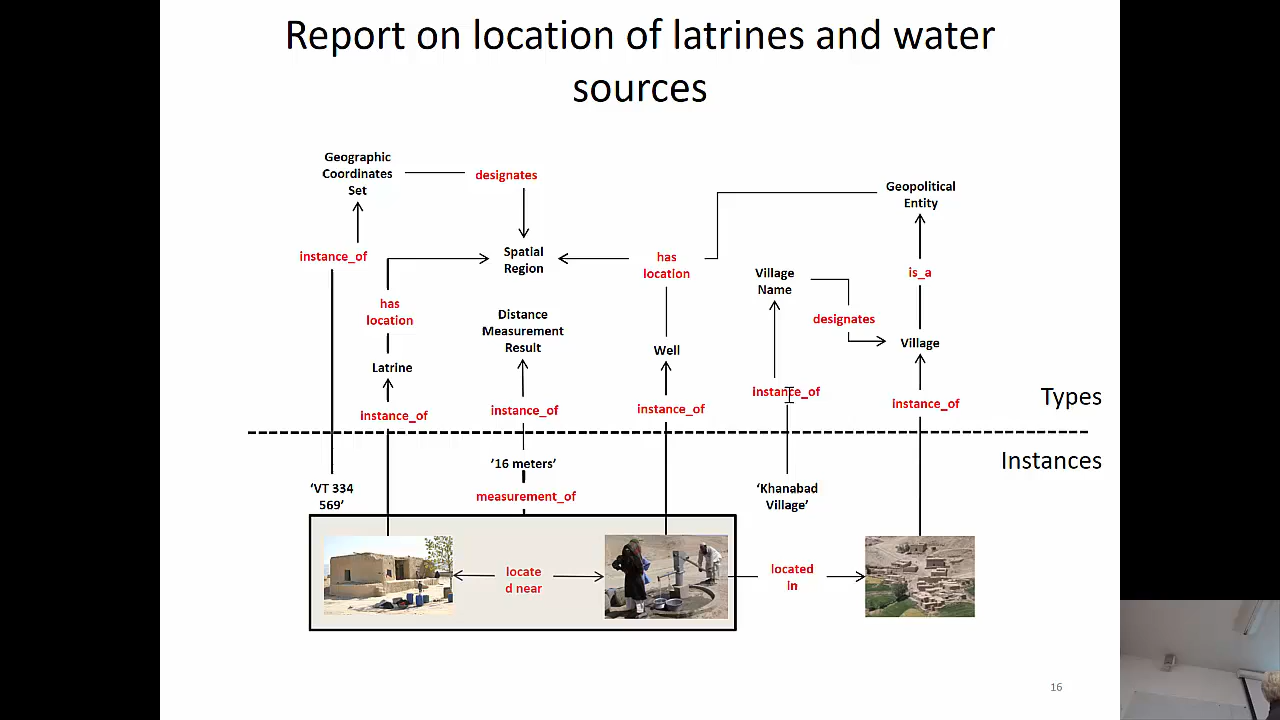 Report on location of latrines and water
sources
Geographic
Coordinates
Set
designates
Geopolitical
Entity
instance_of
Spatial
Region
has
location
Village
Name
is_a
has
location
Distance
Measurement
Result
designates
Latrine
Well
Village
instance_of
instance_of
instance_of
instance_of
instance_of
Types
Instances
‘VT 334
569’
’16 meters’
measurement_of
‘Khanabad
Village’
locate
d near
located
in
16